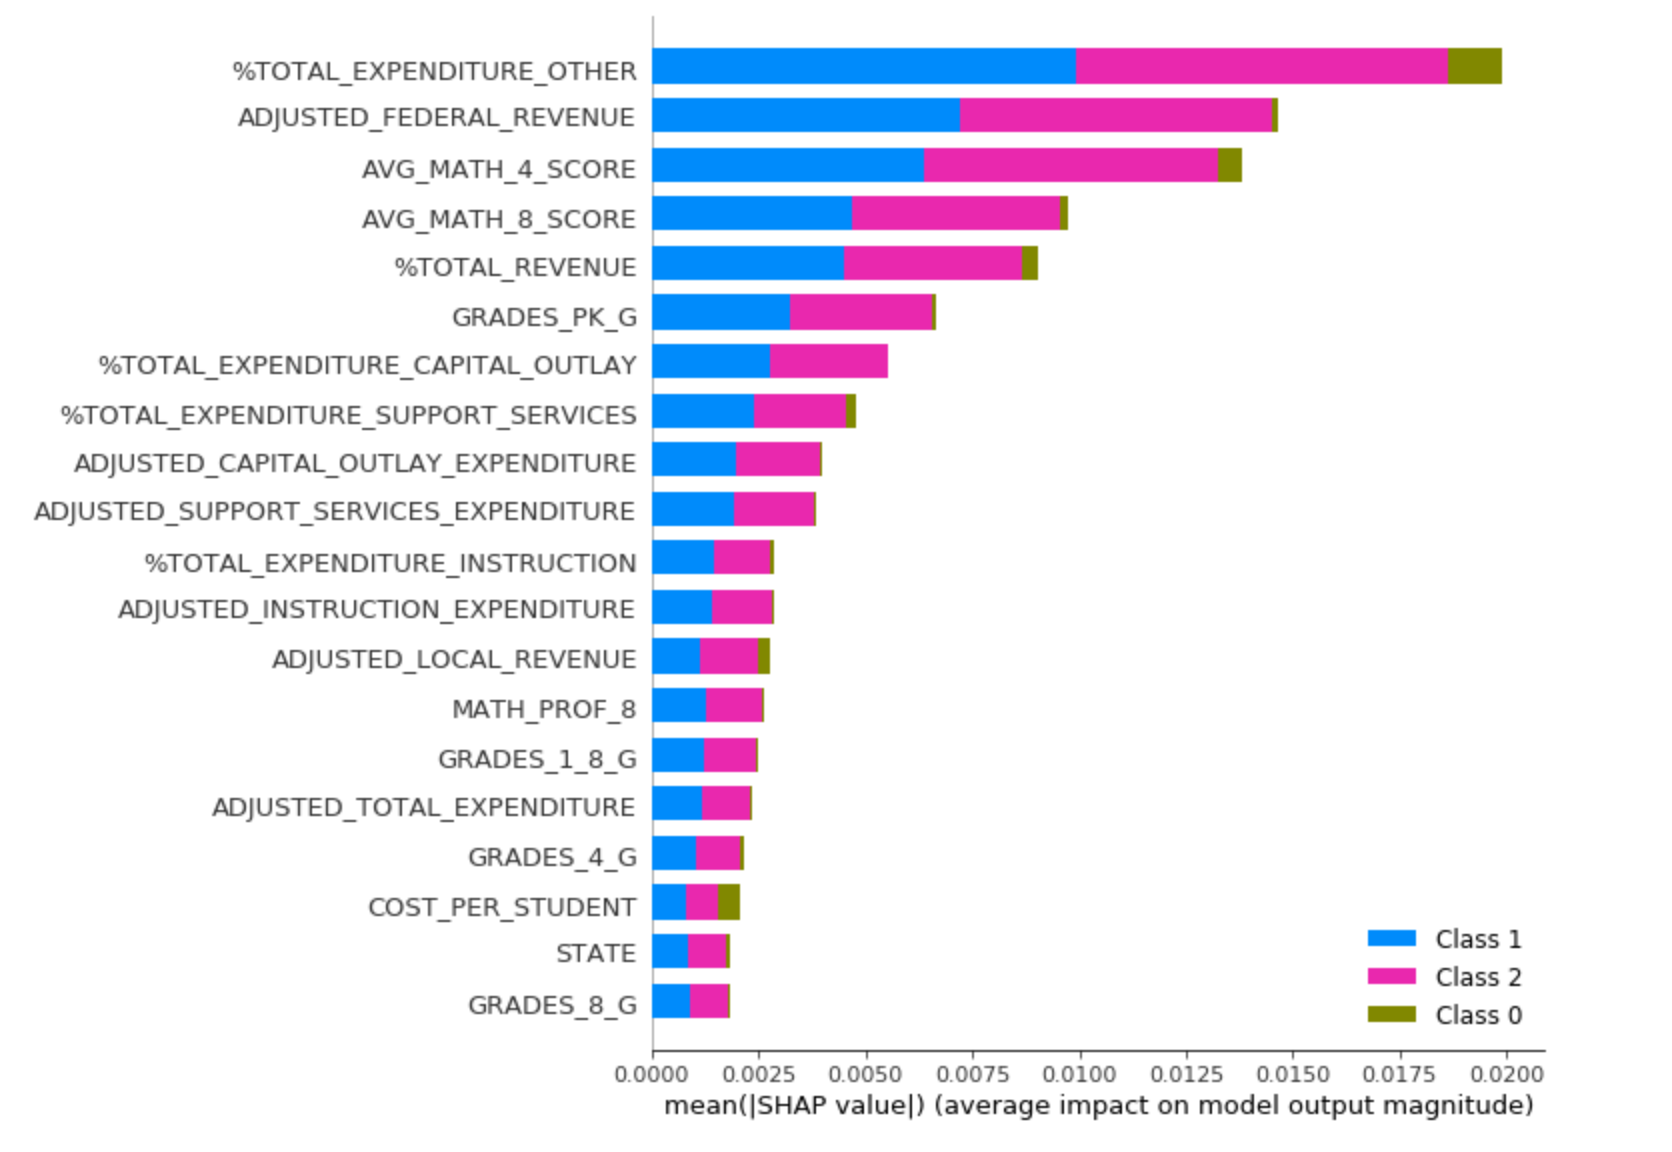 %TOTAL_EXPENDITURE_OTHER
ADJUSTED_FEDERAL_REVENUE
AVG_MATH_4_SCORE
AVG_MATH_8_SCORE
%TOTAL_REVENUE
GRADES_PK_G
%TOTAL_EXPENDITURE_CAPITAL_OUTLAY
%TOTAL_EXPENDITURE_SUPPORT_SERVICES
ADJUSTED_CAPITAL_OUTLAY_EXPENDITURE
ADJUSTED_SUPPORT_SERVICES_EXPENDITURE
%TOTAL_EXPENDITURE_INSTRUCTION
ADJUSTED_INSTRUCTION_EXPENDITURE
ADJUSTED_LOCAL_REVENUE
MATH_PROF_8
GRADES_1_8_G
ADJUSTED_TOTAL_EXPENDITURE
GRADES_4_G
COST_PER_STUDENT
STATE
GRADES_8_G
Class 1
Class 2
Class 0
0.0000 0.0025 0.0050 0.0075 0.0100 0.0125 0.0150 0.0175 0.0200
mean(|SHAP value|) (average impact on model output magnitude)